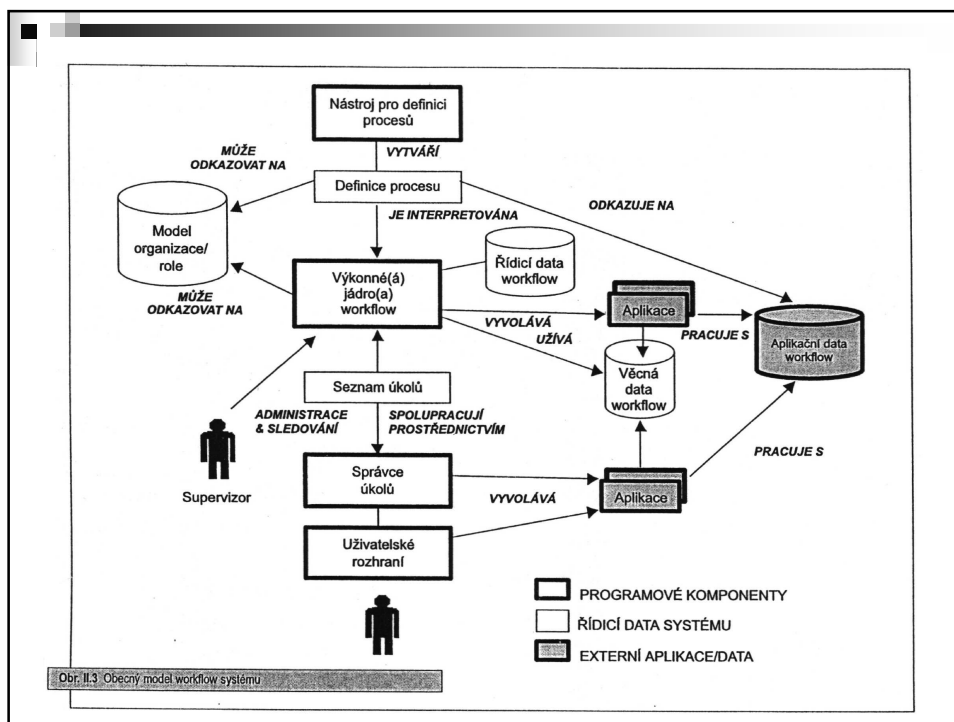 Nástroj pro definici
procesů
VYTVÁŘÍ
MŮŽE
ODKAZOVAT NA
Definice procesu
ODKAZUJE NA
JE INTERPRETOVÁNA
Model
organizace/
role
Řídicí data
workflow
Výkonné(á)
jádro(a)
workflow
MŮŽE
ODKAZOVAT NA
VYVOLÁVÁ
UŽÍVÁ
Aplikace
PRACUJE S
Aplikační data
workflow
Věcná
data
workflow
Seznam úkolů
ADMINISTRACE
& SLEDOVÁNÍ
SPOLUPRACUJÍ
PROSTŘEDNICTVÍM
PRACUJE S
Supervizor
Správce
úkolů
VYVOLÁVÁ
Aplikace
Uživatelské
rozhraní
PROGRAMOVÉ KOMPONENTY
ŘÍDICÍ DATA SYSTÉMU
EXTERNÍ APLIKACE/DATA
Obr. II.3 Obecný model workflow systému